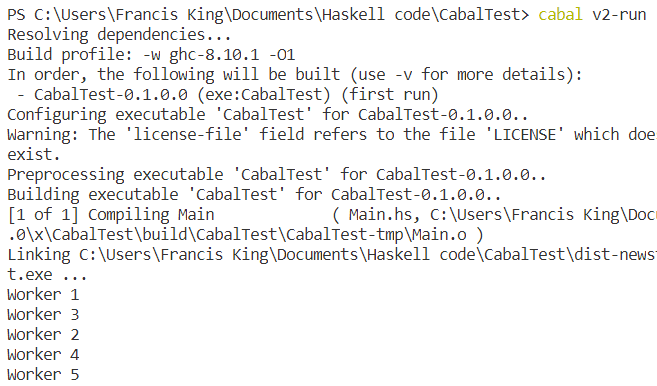 PS C:\Users\Francis King\Documents\Haskell code\CabalTest> cabal v2-run
Resolving dependencies...
Build profile: -w ghc-8.10.1 -O1
In order, the following will be built (use -v for more details):
 - CabalTest-0.1.0.0 (exe:CabalTest) (first run)
Configuring executable 'CabalTest' for CabalTest-0.1.0.0..
Warning: The 'license-file' field refers to the file 'LICENSE' which doe
exist.
Preprocessing executable 'CabalTest' for CabalTest-0.1.0.0..
Building executable 'CabalTest' for CabalTest-0.1.0.0..
[1 of 1] Compiling Main             ( Main.hs, C:\Users\Francis King\Docu
.0\x\CabalTest\build\CabalTest\CabalTest-tmp\Main.o )
Linking C:\Users\Francis King\Documents\Haskell code\CabalTest\dist-news
t.exe ...
Worker 1
Worker 3
Worker 2
Worker 4
Worker 5